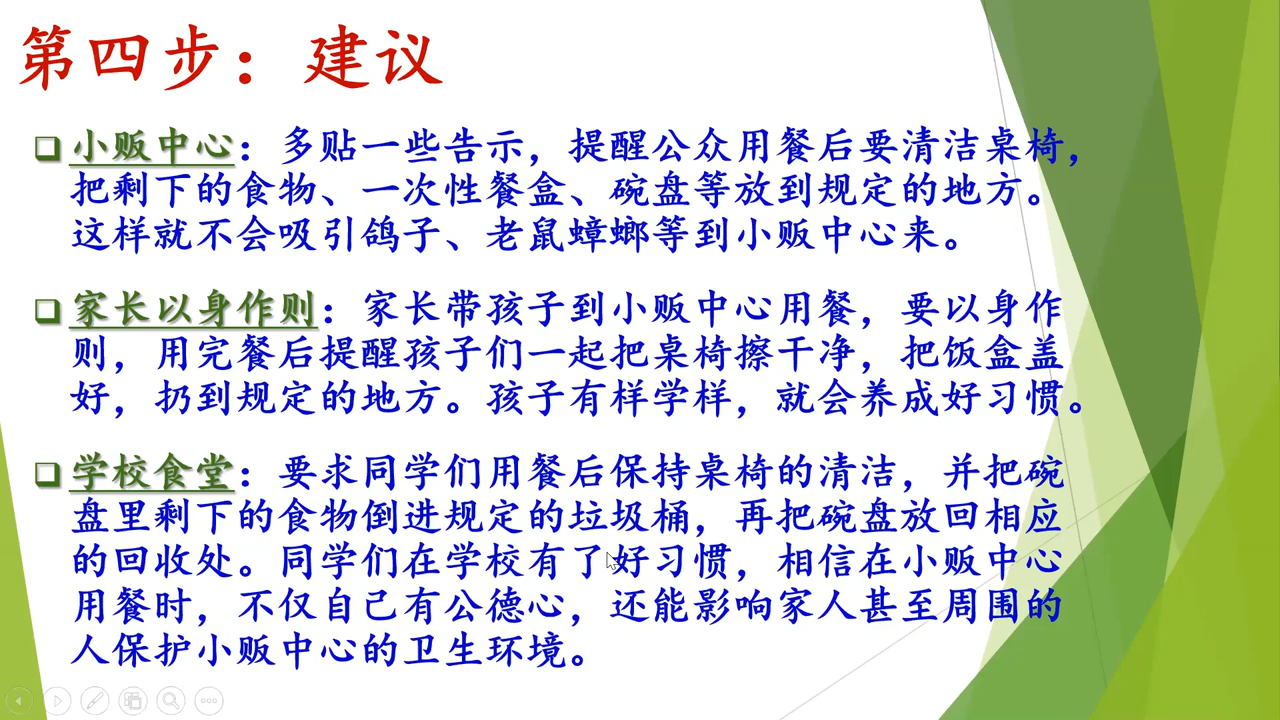 第四步：建议
小贩中心：多贴一些告示，提醒公众用餐后要清洁桌椅，
把剩下的食物、一次性餐盒、碗盘等放到规定的地方。
这样就不会吸引鸽子、老鼠蟑螂等到小贩中心来。
家长以身作则：家长带孩子到小贩中心用餐，要以身作
则，用完餐后提醒孩子们一起把桌椅擦干净，把饭盒盖
好，扔到规定的地方。孩子有样学样，就会养成好习惯。
学校食堂：要求同学们用餐后保持桌椅的清洁，并把碗
盘里剩下的食物倒进规定的垃圾桶，再把碗盘放回相应
的回收处。同学们在学校有了好习惯，相信在小贩中心
用餐时，不仅自己有公德心，还能影响家人甚至周围的
人保护小贩中心的卫生环境。